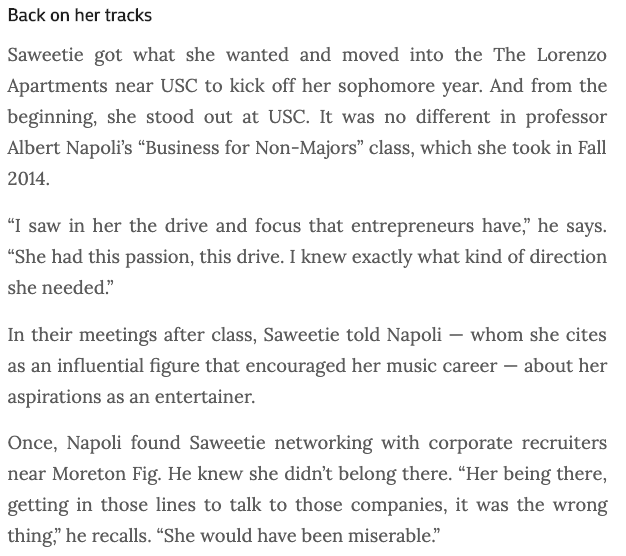 Back on her tracks
Saweetie got what she wanted and moved into the The Lorenzo
Apartments near USC to kick off her sophomore year. And from the
beginning, she stood out at USC. It was no different in professor
Albert Napoli’s “Business for Non-Majors” class, which she took in Fall
2014.
“I saw in her the drive and focus that entrepreneurs have,” he says.
“She had this passion, this drive. I knew exactly what kind of direction
she needed.”
In their meetings after class, Saweetie told Napoli — whom she cites
as an influential figure that encouraged her music career — about her
aspirations as an entertainer.
Once, Napoli found Saweetie networking with corporate recruiters
near Moreton Fig. He knew she didn’t belong there. “Her being there,
getting in those lines to talk to those companies, it was the wrong
thing,” he recalls. “She would have been miserable.”